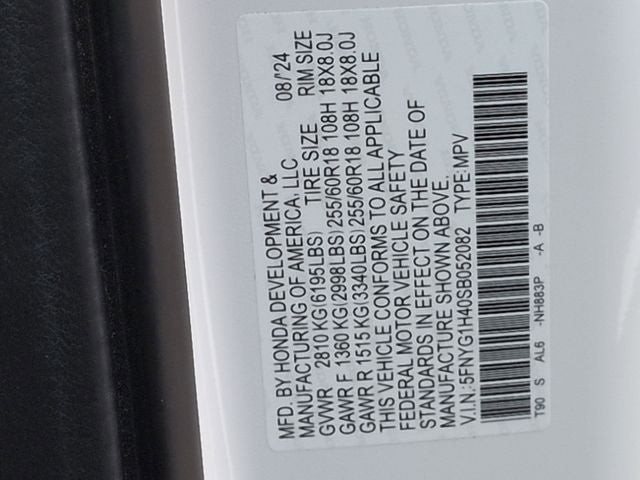 MFD. BY HONDA DEVELOPMENT & 08/'24
MANUFACTURING OF AMERICA, LLC RIM SIZE
GVWR 2810 KG(6195LBS) TIRE SIZE
GAWR F 1360 KG(2998LBS) 255/60R18 108H 18X8.0J
GAWR R 1515 KG(3340LBS) 255/60R18 108H 18X8.0J
THIS VEHICLE CONFORMS TO ALL APPLICABLE
FEDERAL MOTOR VEHICLE SAFETY
STANDARDS IN EFFECT ON THE DATE OF
MANUFACTURE SHOWN ABOVE.
V.I.N.:5FNYG1H40SB052082 TYPE:MPV
T90 S AL6 -NH883P -A -B